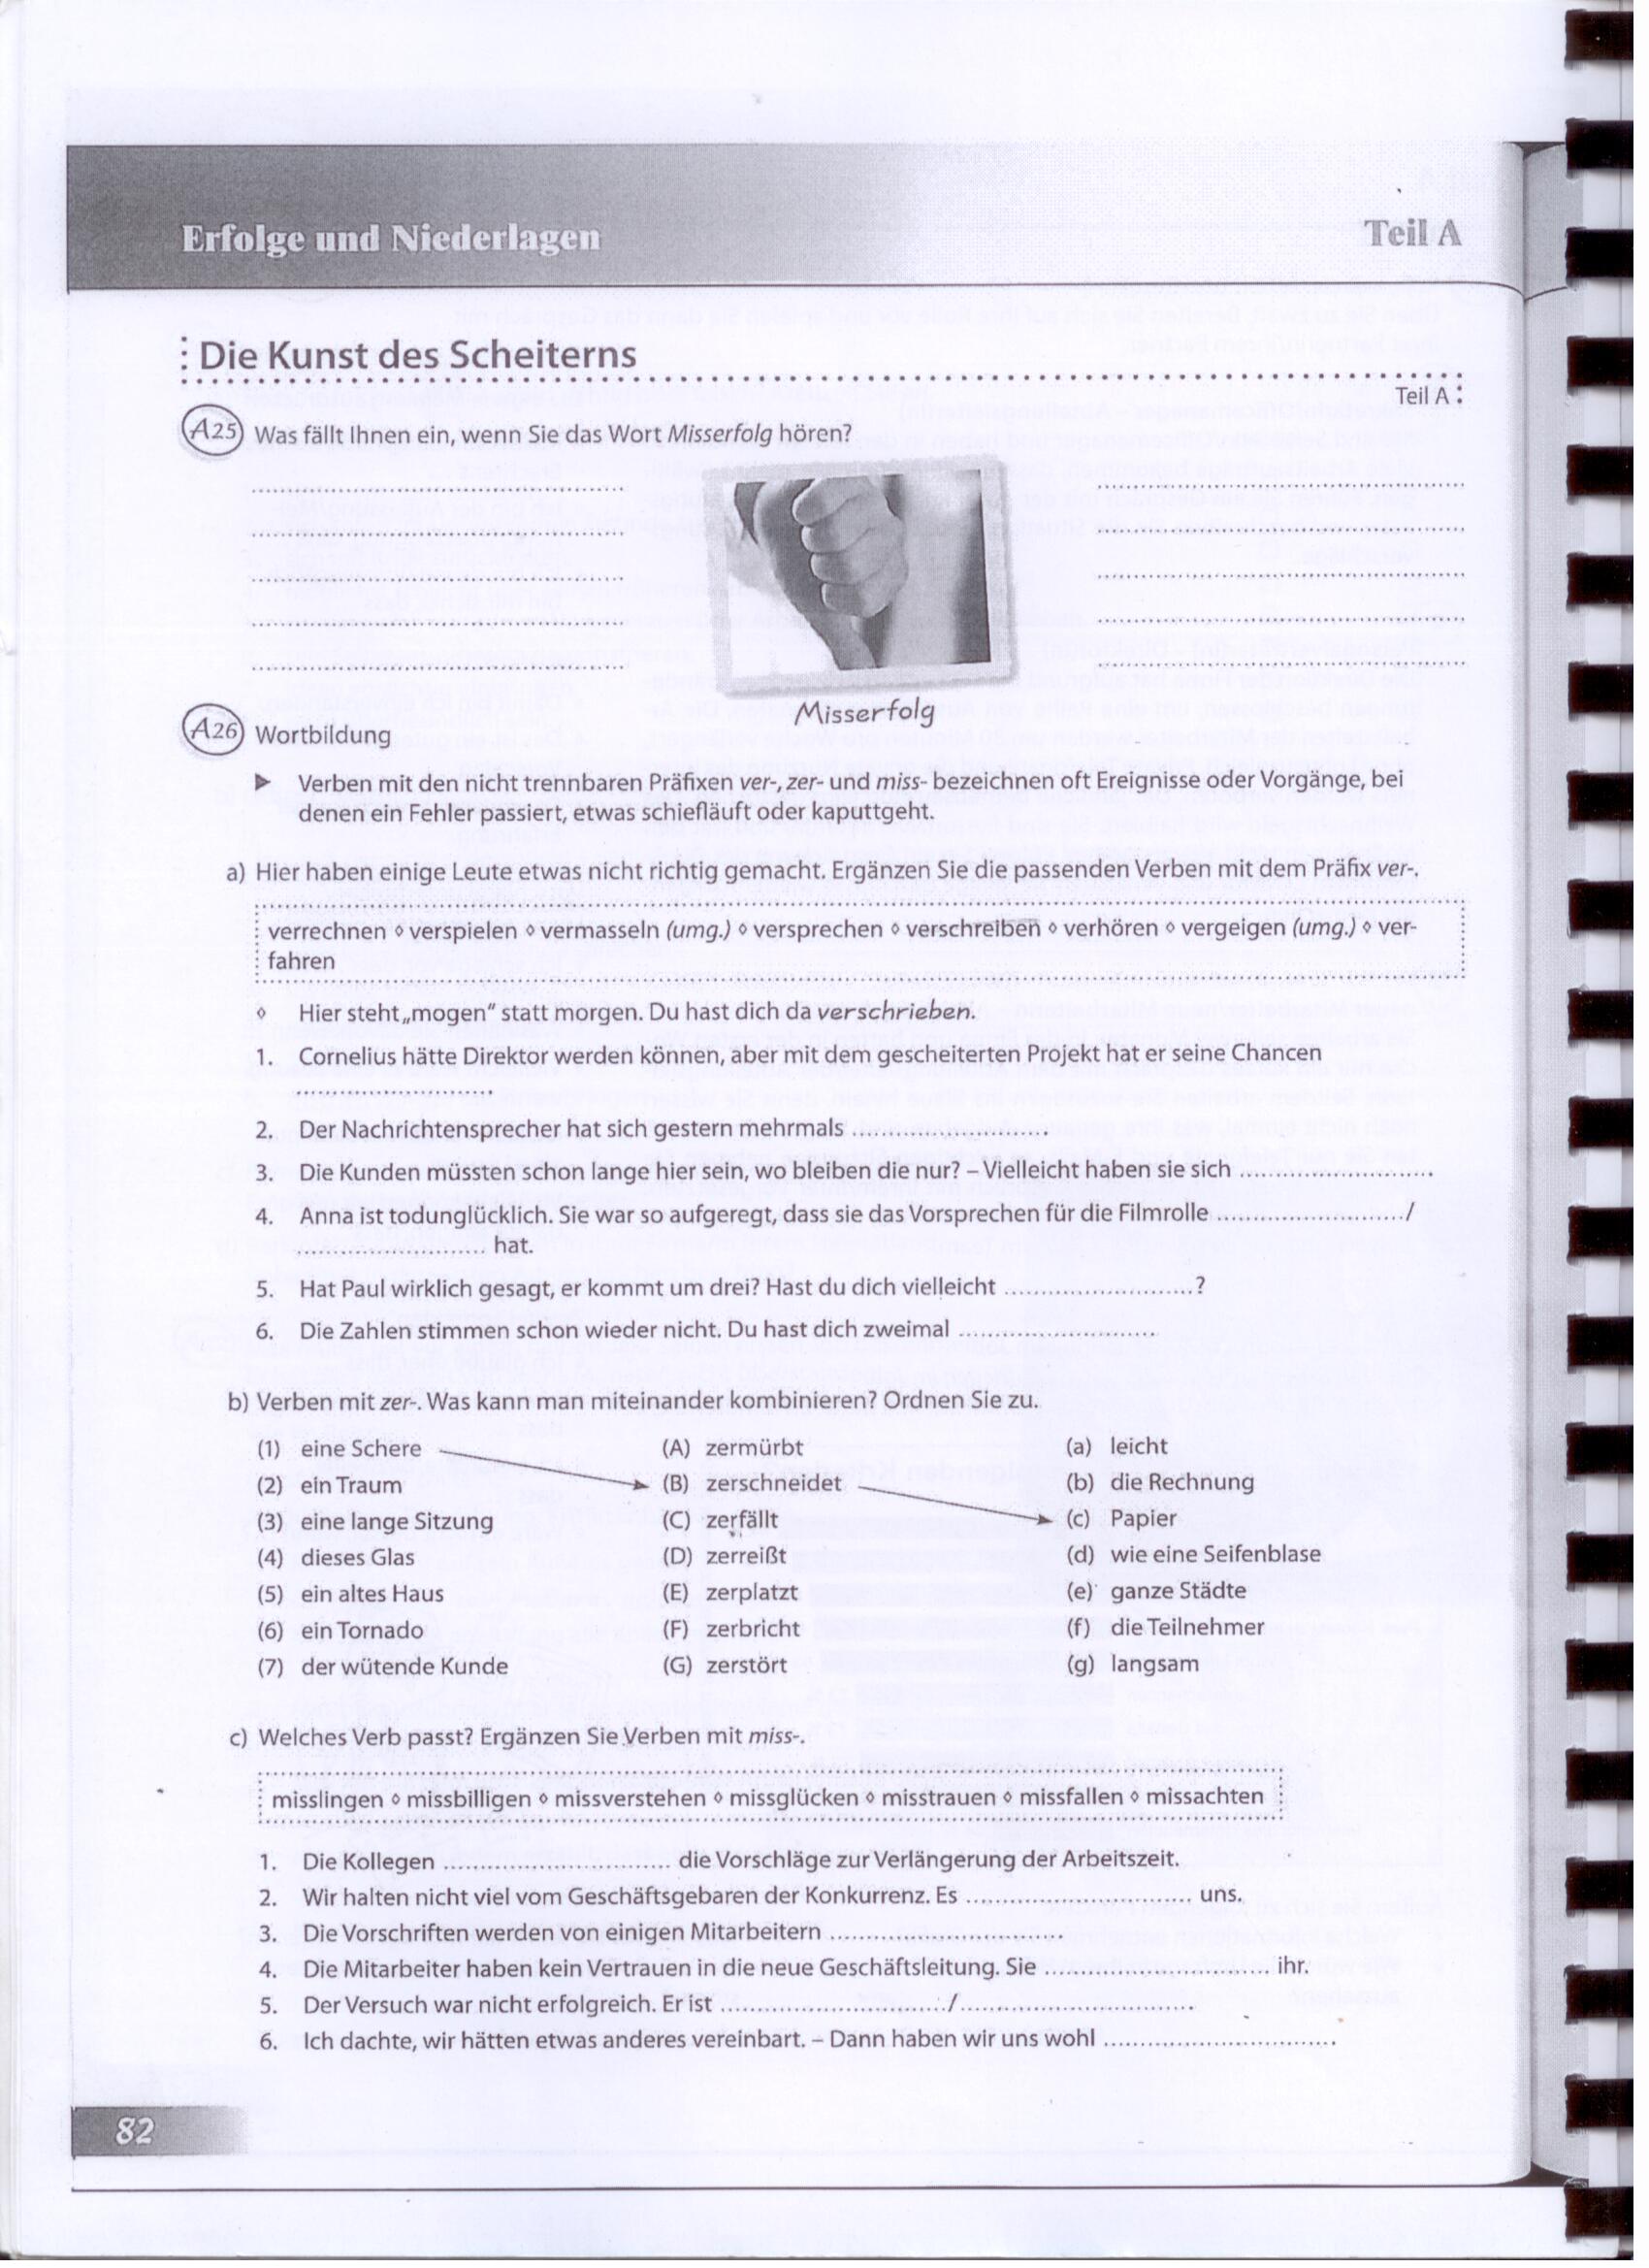 Erfolge und Niederlagen
Teil A
Die Kunst des Scheiterns
Teil A
A25 Was fällt Ihnen ein, wenn Sie das Wort Misserfolg hören?
Misserfolg
A26 Wortbildung
▶ Verben mit den nicht trennbaren Präfixen ver-, zer- und miss- bezeichnen oft Ereignisse oder Vorgänge, bei
denen ein Fehler passiert, etwas schiefläuft oder kaputtgeht.
a) Hier haben einige Leute etwas nicht richtig gemacht. Ergänzen Sie die passenden Verben mit dem Präfix ver-.
verrechnen ◊ verspielen ◊ vermasseln (umg.) ◊ versprechen ◊ verschreiben ◊ verhören ◊ vergeigen (umg.) ◊ ver-
fahren
◊ Hier steht „mogen“ statt morgen. Du hast dich da verschrieben.
1. Cornelius hätte Direktor werden können, aber mit dem gescheiterten Projekt hat er seine Chancen
..............................
2. Der Nachrichtensprecher hat sich gestern mehrmals ..............................
3. Die Kunden müssten schon lange hier sein, wo bleiben die nur? – Vielleicht haben sie sich ..............................
4. Anna ist todunglücklich. Sie war so aufgeregt, dass sie das Vorsprechen für die Filmrolle ............................../
.............................. hat.
5. Hat Paul wirklich gesagt, er kommt um drei? Hast du dich vielleicht ..............................?
6. Die Zahlen stimmen schon wieder nicht. Du hast dich zweimal ..............................
b) Verben mit zer-. Was kann man miteinander kombinieren? Ordnen Sie zu.
(1) eine Schere (A) zermürbt (a) leicht
(2) ein Traum (B) zerschneidet (b) die Rechnung
(3) eine lange Sitzung (C) zerfällt (c) Papier
(4) dieses Glas (D) zerreißt (d) wie eine Seifenblase
(5) ein altes Haus (E) zerplatzt (e) ganze Städte
(6) ein Tornado (F) zerbricht (f) die Teilnehmer
(7) der wütende Kunde (G) zerstört (g) langsam
c) Welches Verb passt? Ergänzen Sie Verben mit miss-.
misslingen ◊ missbilligen ◊ missverstehen ◊ missglücken ◊ misstrauen ◊ missfallen ◊ missachten
1. Die Kollegen .............................. die Vorschläge zur Verlängerung der Arbeitszeit.
2. Wir halten nicht viel vom Geschäftsgebaren der Konkurrenz. Es .............................. uns.
3. Die Vorschriften werden von einigen Mitarbeitern ..............................
4. Die Mitarbeiter haben kein Vertrauen in die neue Geschäftsleitung. Sie .............................. ihr.
5. Der Versuch war nicht erfolgreich. Er ist ............................../..............................
6. Ich dachte, wir hätten etwas anderes vereinbart. – Dann haben wir uns wohl ..............................
82